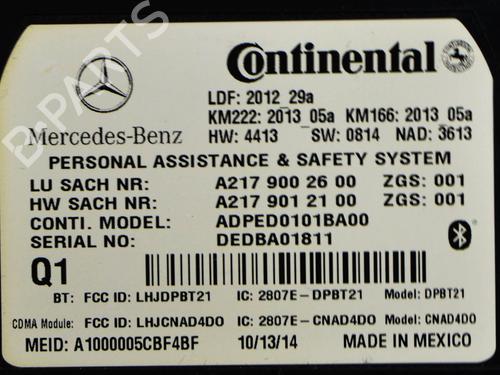 B-PARTS
Continental
LDF: 2012_29a
KM222: 2013_05a KM166: 2013_05a
Mercedes-Benz HW: 4413 SW: 0814 NAD: 3613
PERSONAL ASSISTANCE & SAFETY SYSTEM
LU SACH NR: A217 900 26 00 ZGS: 001
HW SACH NR: A217 901 21 00 ZGS: 001
CONTI. MODEL: ADPED0101BA00
SERIAL NO: DEDBA01811
Q1
BT: FCC ID: LHJDPBT21 IC: 2807E-DPBT21 Model: DPBT21
CDMA Module: FCC ID: LHJCNAD4DO IC: 2807E-CNAD4DO Model: CNAD4DO
MEID: A1000005CBF4BF 10/13/14 MADE IN MEXICO